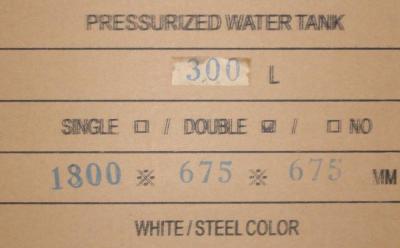 PRESSURIZED WATER TANK
300 L
SINGLE ☐ / DOUBLE ☑ / ☐ NO
1800 ※ 675 ※ 675 MM
WHITE / STEEL COLOR